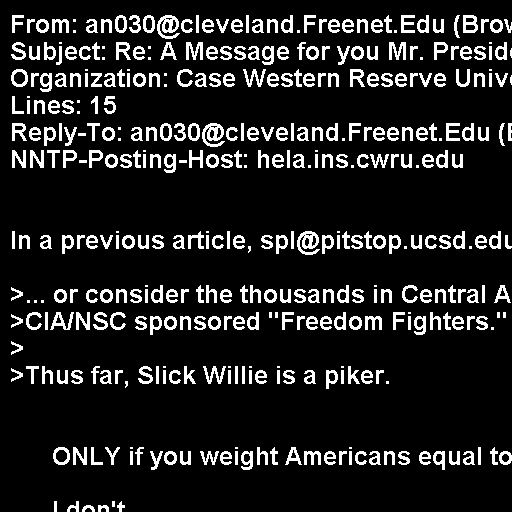 From: an030@cleveland.Freenet.Edu (Brow
Subject: Re: A Message for you Mr. Preside
Organization: Case Western Reserve Unive
Lines: 15
Reply-To: an030@cleveland.Freenet.Edu (B
NNTP-Posting-Host: hela.ins.cwru.edu
In a previous article, spl@pitstop.ucsd.edu
>... or consider the thousands in Central A
>CIA/NSC sponsored "Freedom Fighters."
>
>Thus far, Slick Willie is a piker.
ONLY if you weight Americans equal to
I don't